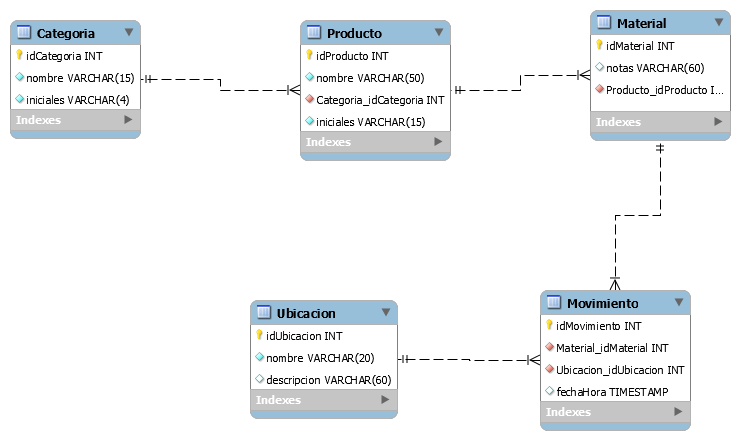 Categoria
idCategoria INT
nombre VARCHAR(15)
iniciales VARCHAR(4)
Indexes
Producto
idProducto INT
nombre VARCHAR(50)
Categoria_idCategoria INT
iniciales VARCHAR(15)
Indexes
Material
idMaterial INT
notas VARCHAR(60)
Producto_idProducto I...
Indexes
Ubicacion
idUbicacion INT
nombre VARCHAR(20)
descripcion VARCHAR(60)
Indexes
Movimiento
idMovimiento INT
Material_idMaterial INT
Ubicacion_idUbicacion INT
fechaHora TIMESTAMP
Indexes